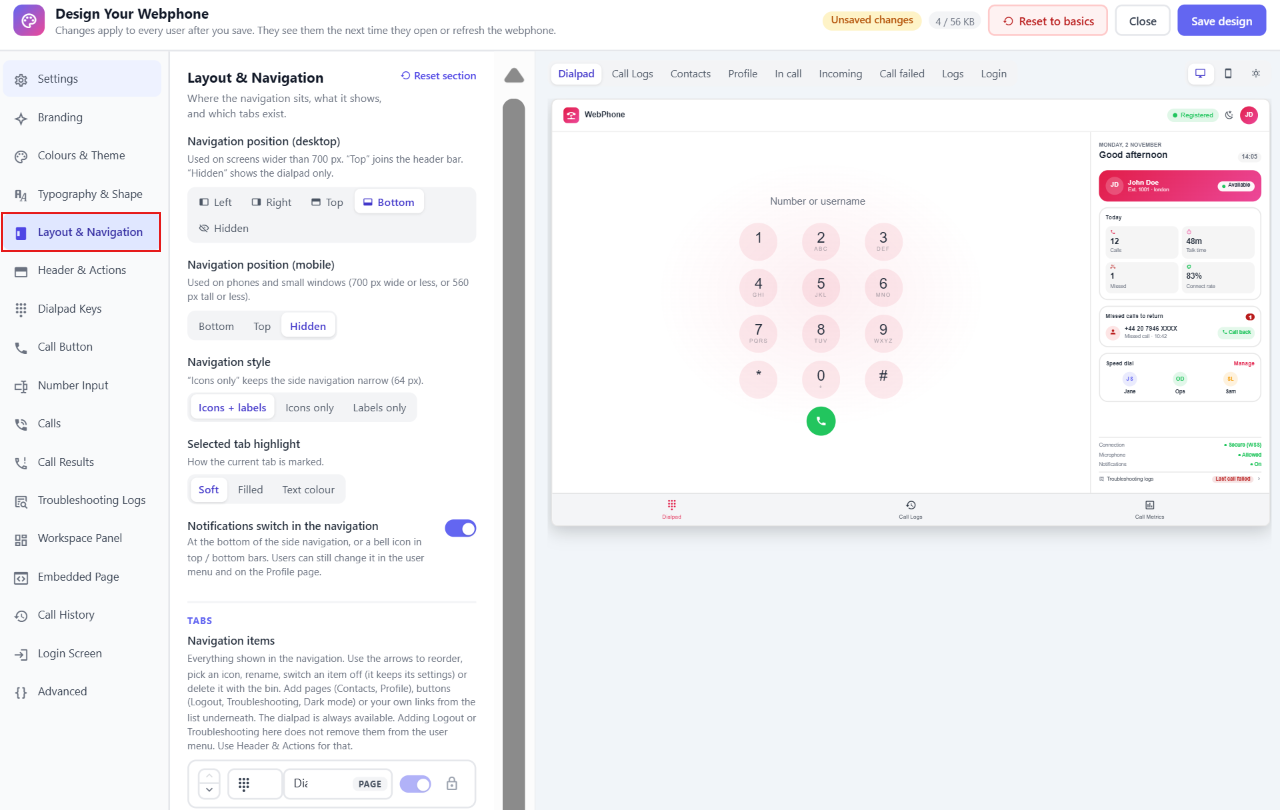 Design Your Webphone
Changes apply to every user after you save. They see them the next time they open or refresh the webphone.
Unsaved changes
4 / 56 KB
Reset to basics
Close
Save design
Settings
Branding
Colours & Theme
Typography & Shape
Layout & Navigation
Header & Actions
Dialpad Keys
Call Button
Number Input
Calls
Call Results
Troubleshooting Logs
Workspace Panel
Embedded Page
Call History
Login Screen
Advanced
Layout & Navigation
Reset section
Where the navigation sits, what it shows,
and which tabs exist.
Navigation position (desktop)
Used on screens wider than 700 px. "Top" joins the header bar.
"Hidden" shows the dialpad only.
Left Right Top Bottom
Hidden
Navigation position (mobile)
Used on phones and small windows (700 px wide or less, or 560
px tall or less).
Bottom Top Hidden
Navigation style
"Icons only" keeps the side navigation narrow (64 px).
Icons + labels Icons only Labels only
Selected tab highlight
How the current tab is marked.
Soft Filled Text colour
Notifications switch in the navigation
At the bottom of the side navigation, or a bell icon in
top / bottom bars. Users can still change it in the user
menu and on the Profile page.
TABS
Navigation items
Everything shown in the navigation. Use the arrows to reorder,
pick an icon, rename, switch an item off (it keeps its settings) or
delete it with the bin. Add pages (Contacts, Profile), buttons
(Logout, Troubleshooting, Dark mode) or your own links from the
list underneath. The dialpad is always available. Adding Logout or
Troubleshooting here does not remove them from the user
menu. Use Header & Actions for that.
PAGE
Dialpad Call Logs Contacts Profile In call Incoming Call failed Logs Login
WebPhone
Registered
JD
Number or username
1 2 3
ABC DEF
4 5 6
GHI JKL MNO
7 8 9
PQRS TUV WXYZ
* 0 #
+
MONDAY, 2 NOVEMBER
Good afternoon
14:05
JD
John Doe
Ext. 1001 · london
Available
Today
12
Calls
48m
Talk time
1
Missed
83%
Connect rate
Missed calls to return
1
+44 20 7946 XXXX
Missed call · 10:42
Call back
Speed dial
Manage
JS OD SL
Jane Ops Sam
Connection Secure (WSS)
Microphone Allowed
Notifications On
Troubleshooting logs Last call failed
Dialpad Call Logs Call Metrics